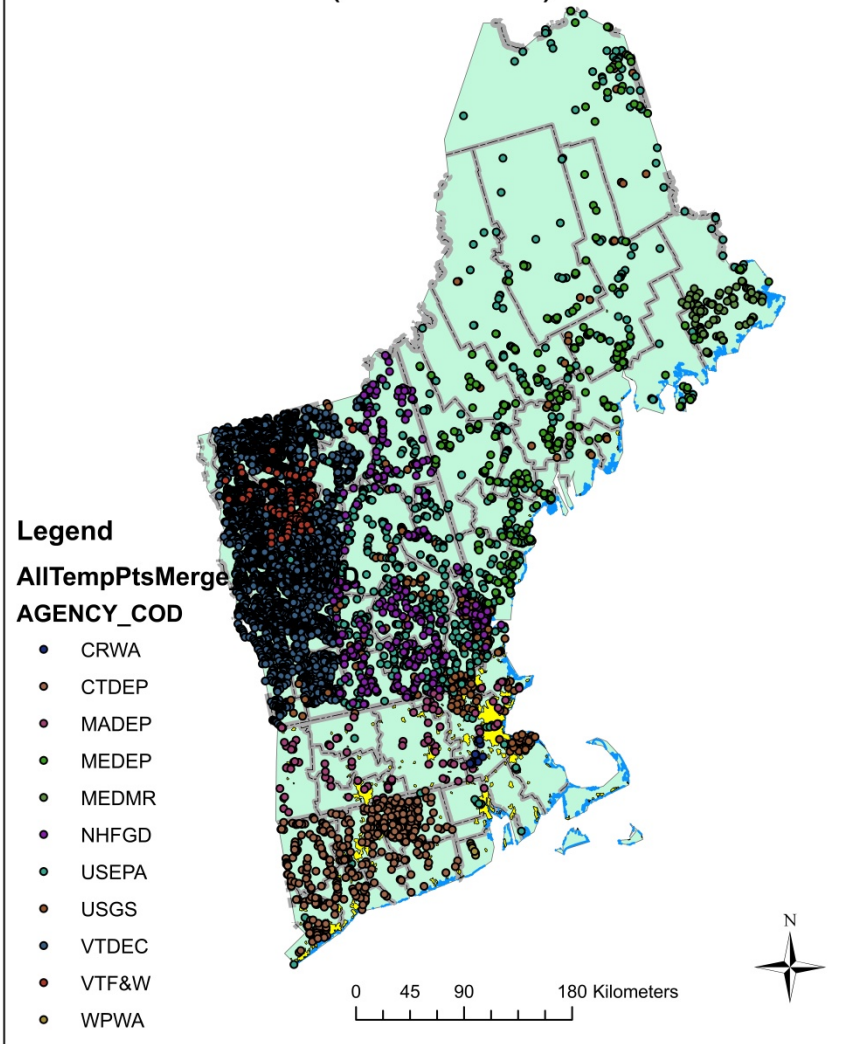 Legend
AllTempPtsMerge
AGENCY_COD
CRWA
CTDEP
MADEP
MEDEP
MEDMR
NHFGD
USEPA
USGS
VTDEC
VTF&W
WPWA
N
0 45 90 180 Kilometers